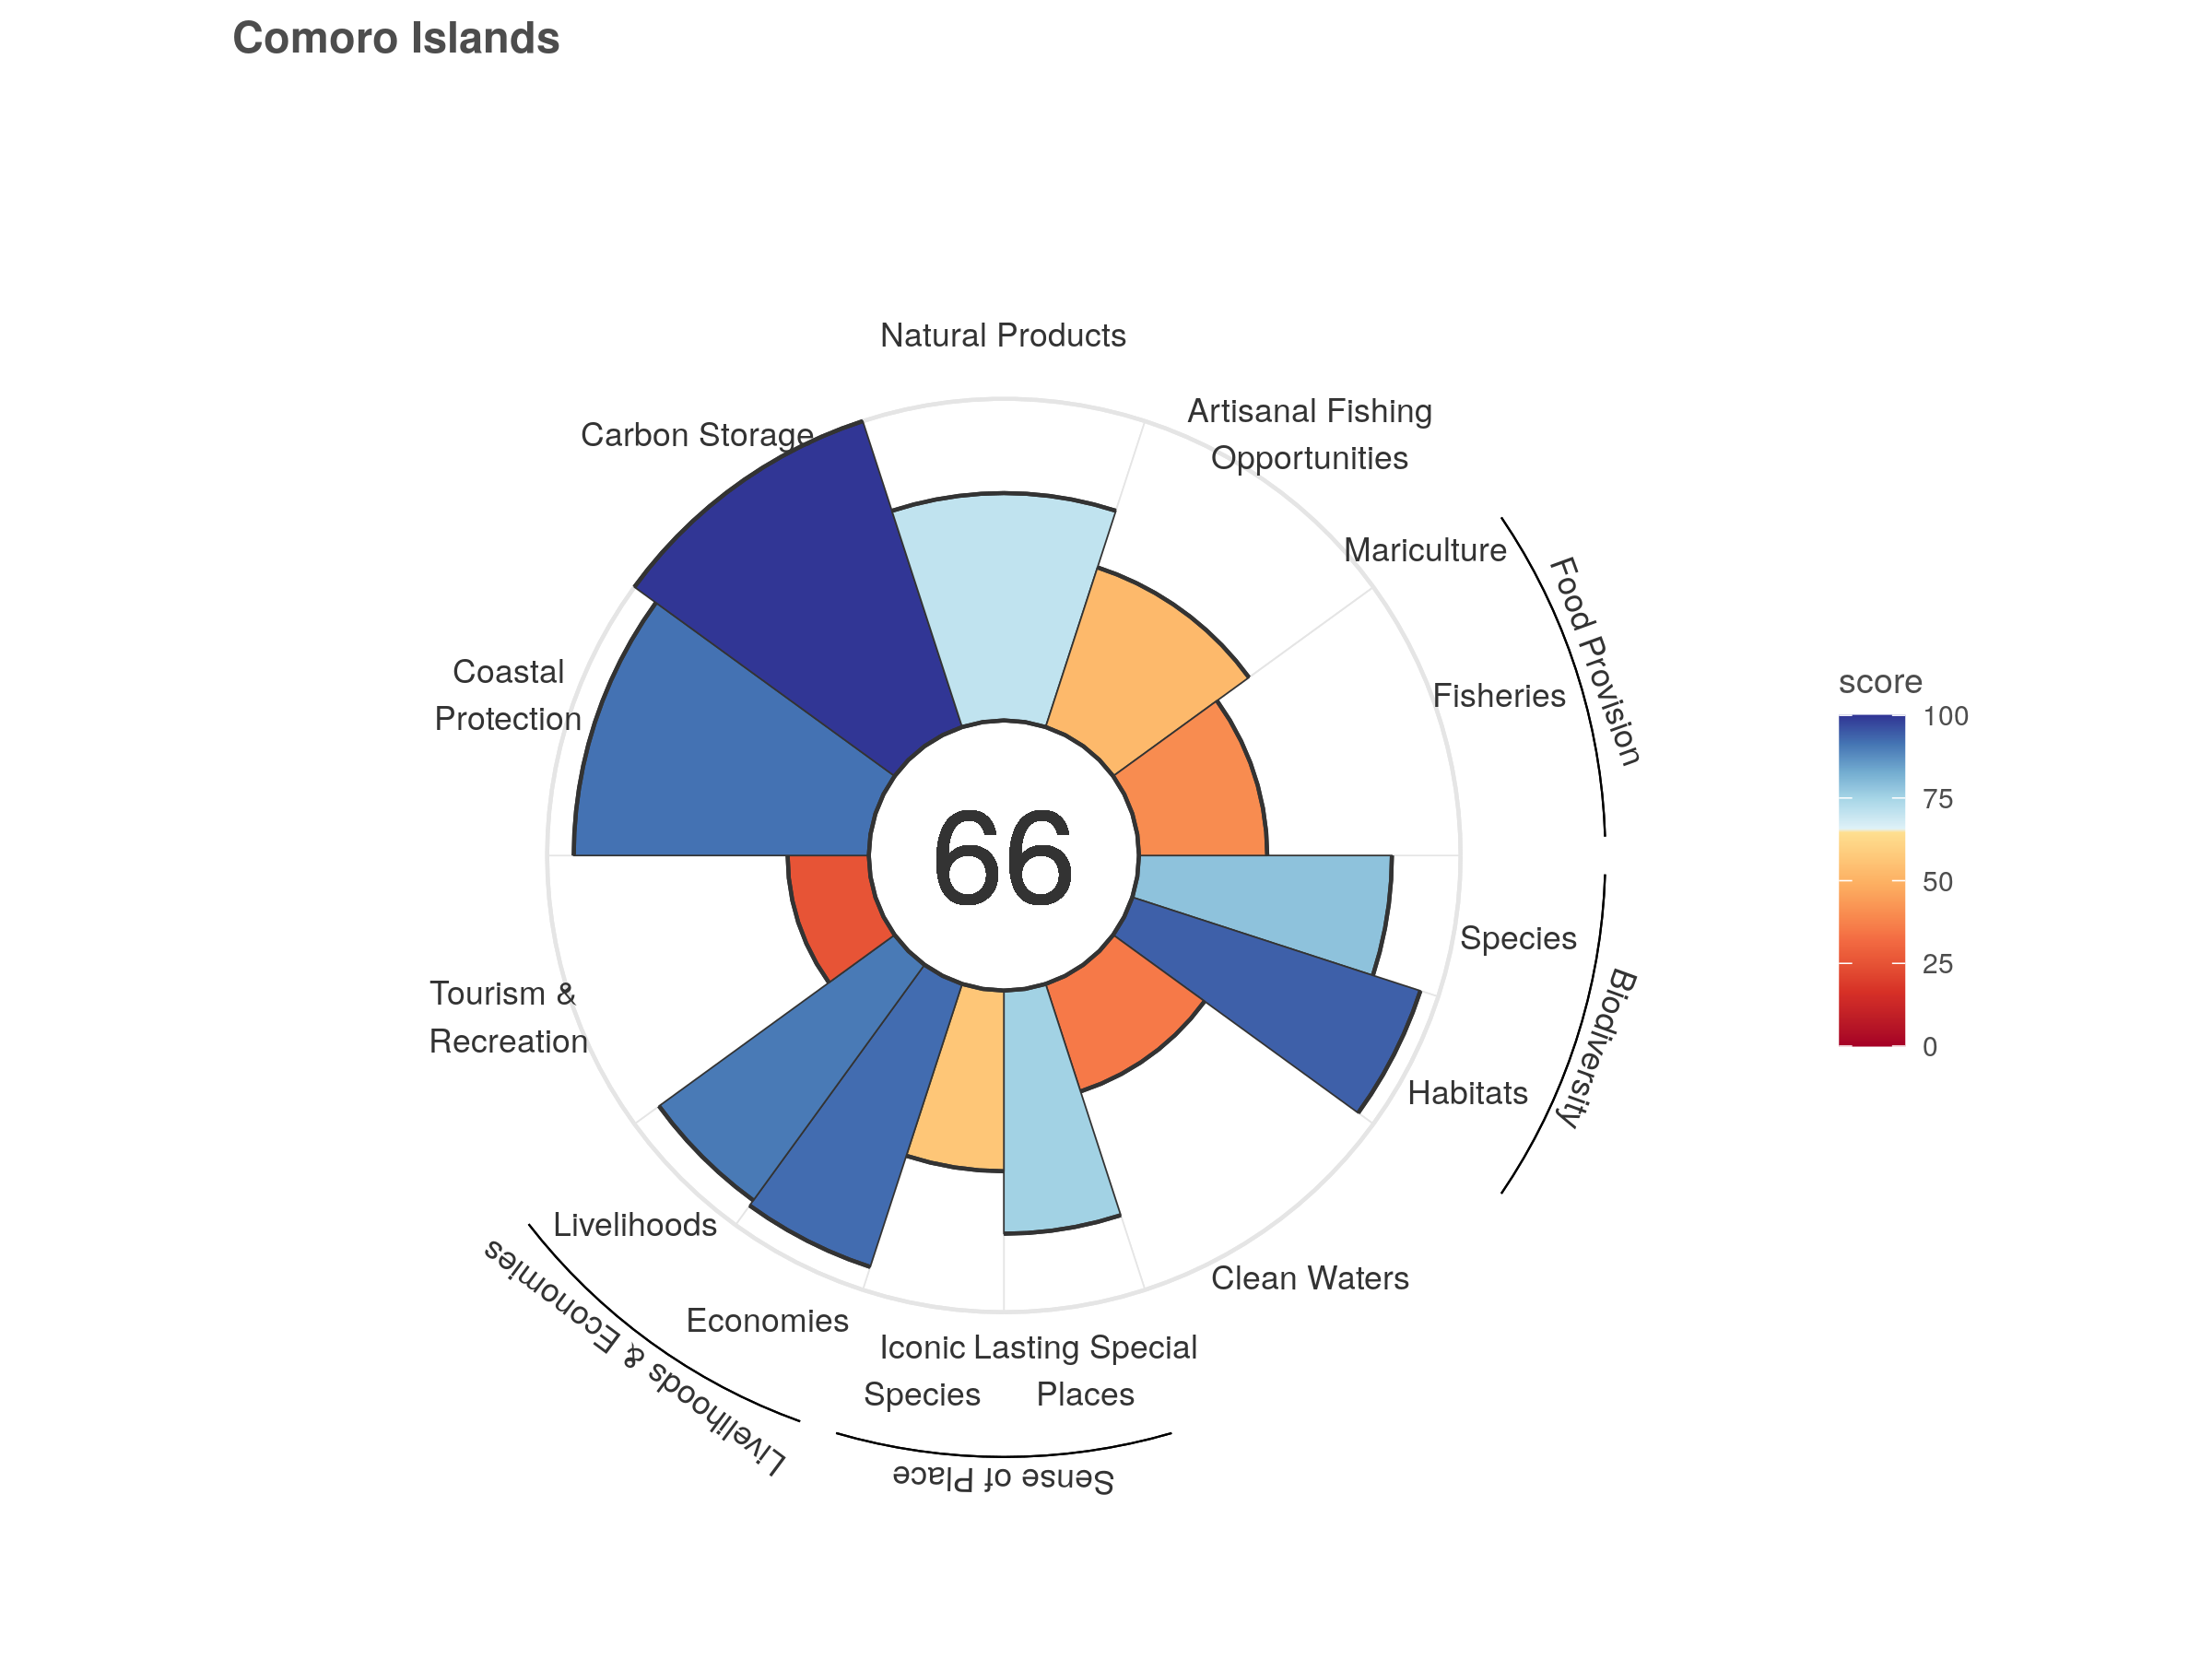 Comoro Islands
Natural Products
Artisanal Fishing
Opportunities
Carbon Storage
Mariculture
Food Provision
Coastal
Protection
Fisheries
score
100
75
50
25
0
66
Species
Biodiversity
Tourism &
Recreation
Habitats
Livelihoods
Livelihoods & Economies
Clean Waters
Economies
Iconic
Species
Lasting Special
Places
Sense of Place